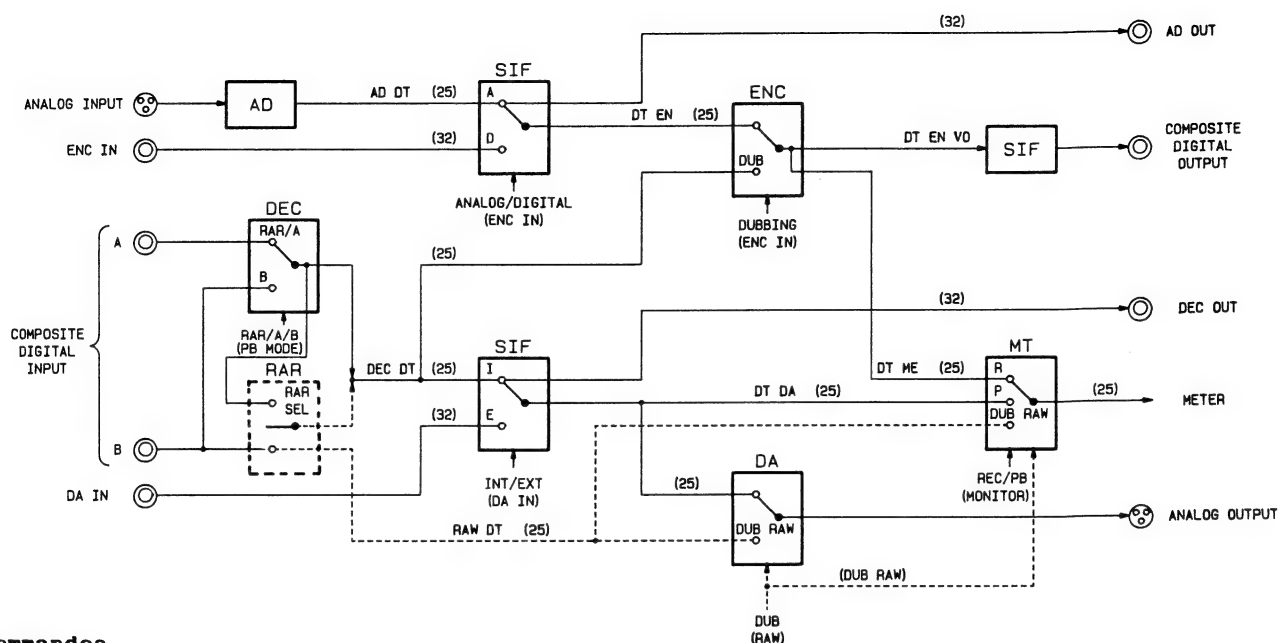 (32)
AD OUT
SIF
ANALOG INPUT
AD
AD DT (25)
A
ENC
DT EN (25)
ENC IN
(32)
D
DUB
DT EN VO
SIF
COMPOSITE
DIGITAL
OUTPUT
ANALOG/DIGITAL
(ENC IN)
DEC
RAR/A
DUBBING
(ENC IN)
A
(25)
B
(32)
DEC OUT
COMPOSITE
DIGITAL
INPUT
RAR/A/B
(PB MODE)
SIF
MT
RAR
DEC DT (25)
I
DT ME (25)
R
(25)
METER
RAR
SEL
DT DA (25)
P
(32)
E
DUB
RAW
B
DA
INT/EXT
(DA IN)
REC/PB
(MONITOR)
DA IN
(25)
RAW DT (25)
DUB
RAW
ANALOG OUTPUT
(DUB RAW)
DUB
(RAW)